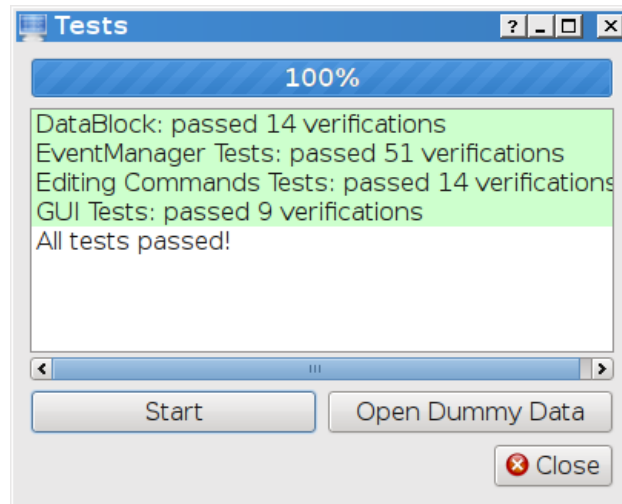 Tests
100%
DataBlock: passed 14 verifications
EventManager Tests: passed 51 verifications
Editing Commands Tests: passed 14 verifications
GUI Tests: passed 9 verifications
All tests passed!
Start
Open Dummy Data
Close